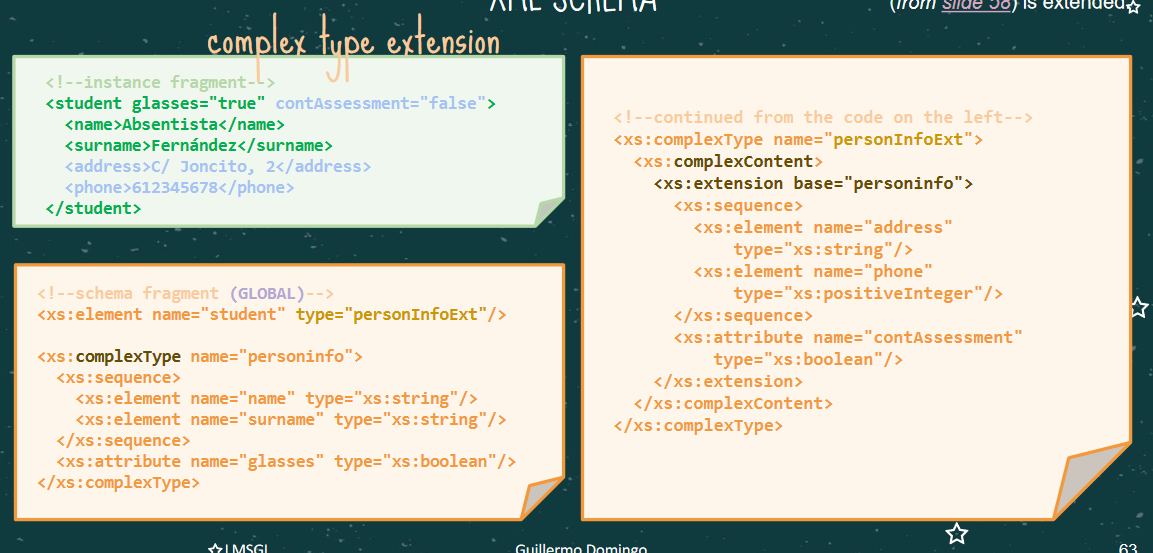 XML SCHEMA
(from slide 58) is extended
complex type extension
<!--instance fragment-->
<student glasses="true" contAssessment="false">
  <name>Absentista</name>
  <surname>Fernández</surname>
  <address>C/ Joncito, 2</address>
  <phone>612345678</phone>
</student>
<!--schema fragment (GLOBAL)-->
<xs:element name="student" type="personInfoExt"/>
<xs:complexType name="personinfo">
  <xs:sequence>
    <xs:element name="name" type="xs:string"/>
    <xs:element name="surname" type="xs:string"/>
  </xs:sequence>
  <xs:attribute name="glasses" type="xs:boolean"/>
</xs:complexType>
<!--continued from the code on the left-->
<xs:complexType name="personInfoExt">
  <xs:complexContent>
    <xs:extension base="personinfo">
      <xs:sequence>
        <xs:element name="address"
            type="xs:string"/>
        <xs:element name="phone"
            type="xs:positiveInteger"/>
      </xs:sequence>
      <xs:attribute name="contAssessment"
          type="xs:boolean"/>
    </xs:extension>
  </xs:complexContent>
</xs:complexType>
LMSGI
Guillermo Domingo
63